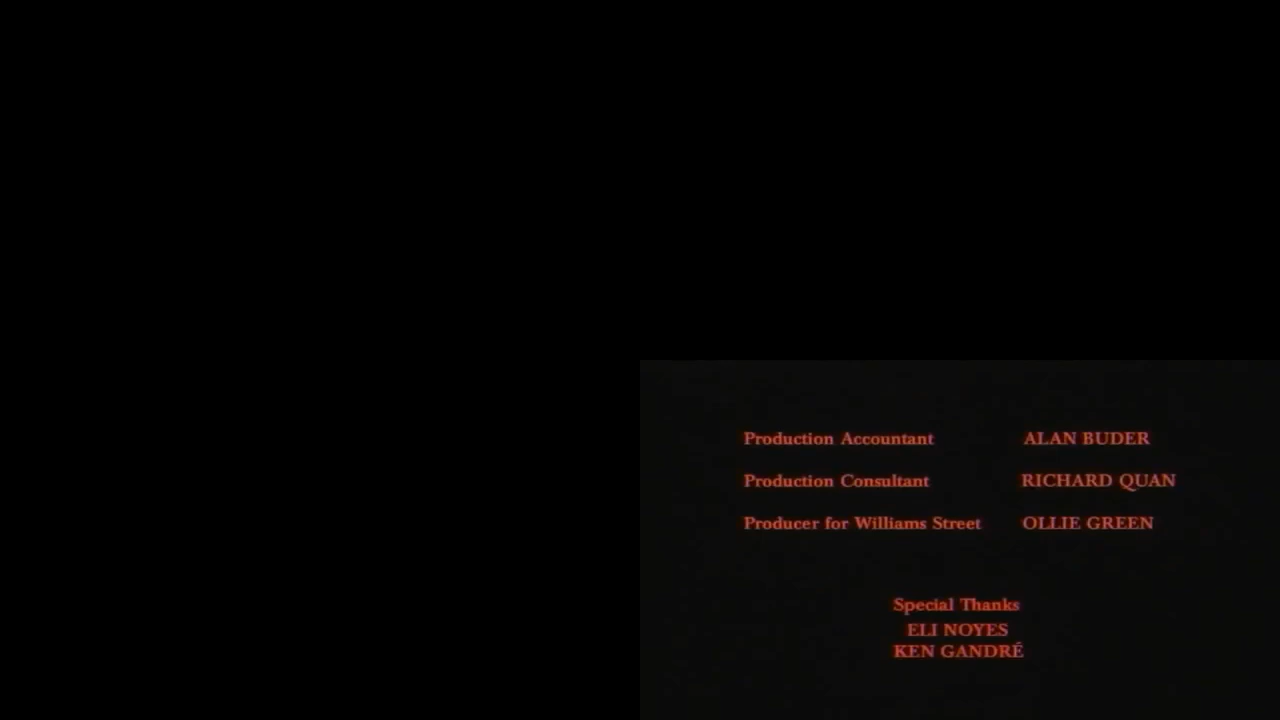 Production Accountant ALAN BUDER
Production Consultant RICHARD QUAN
Producer for Williams Street OLLIE GREEN
Special Thanks
ELI NOYES
KEN GANDRÉ